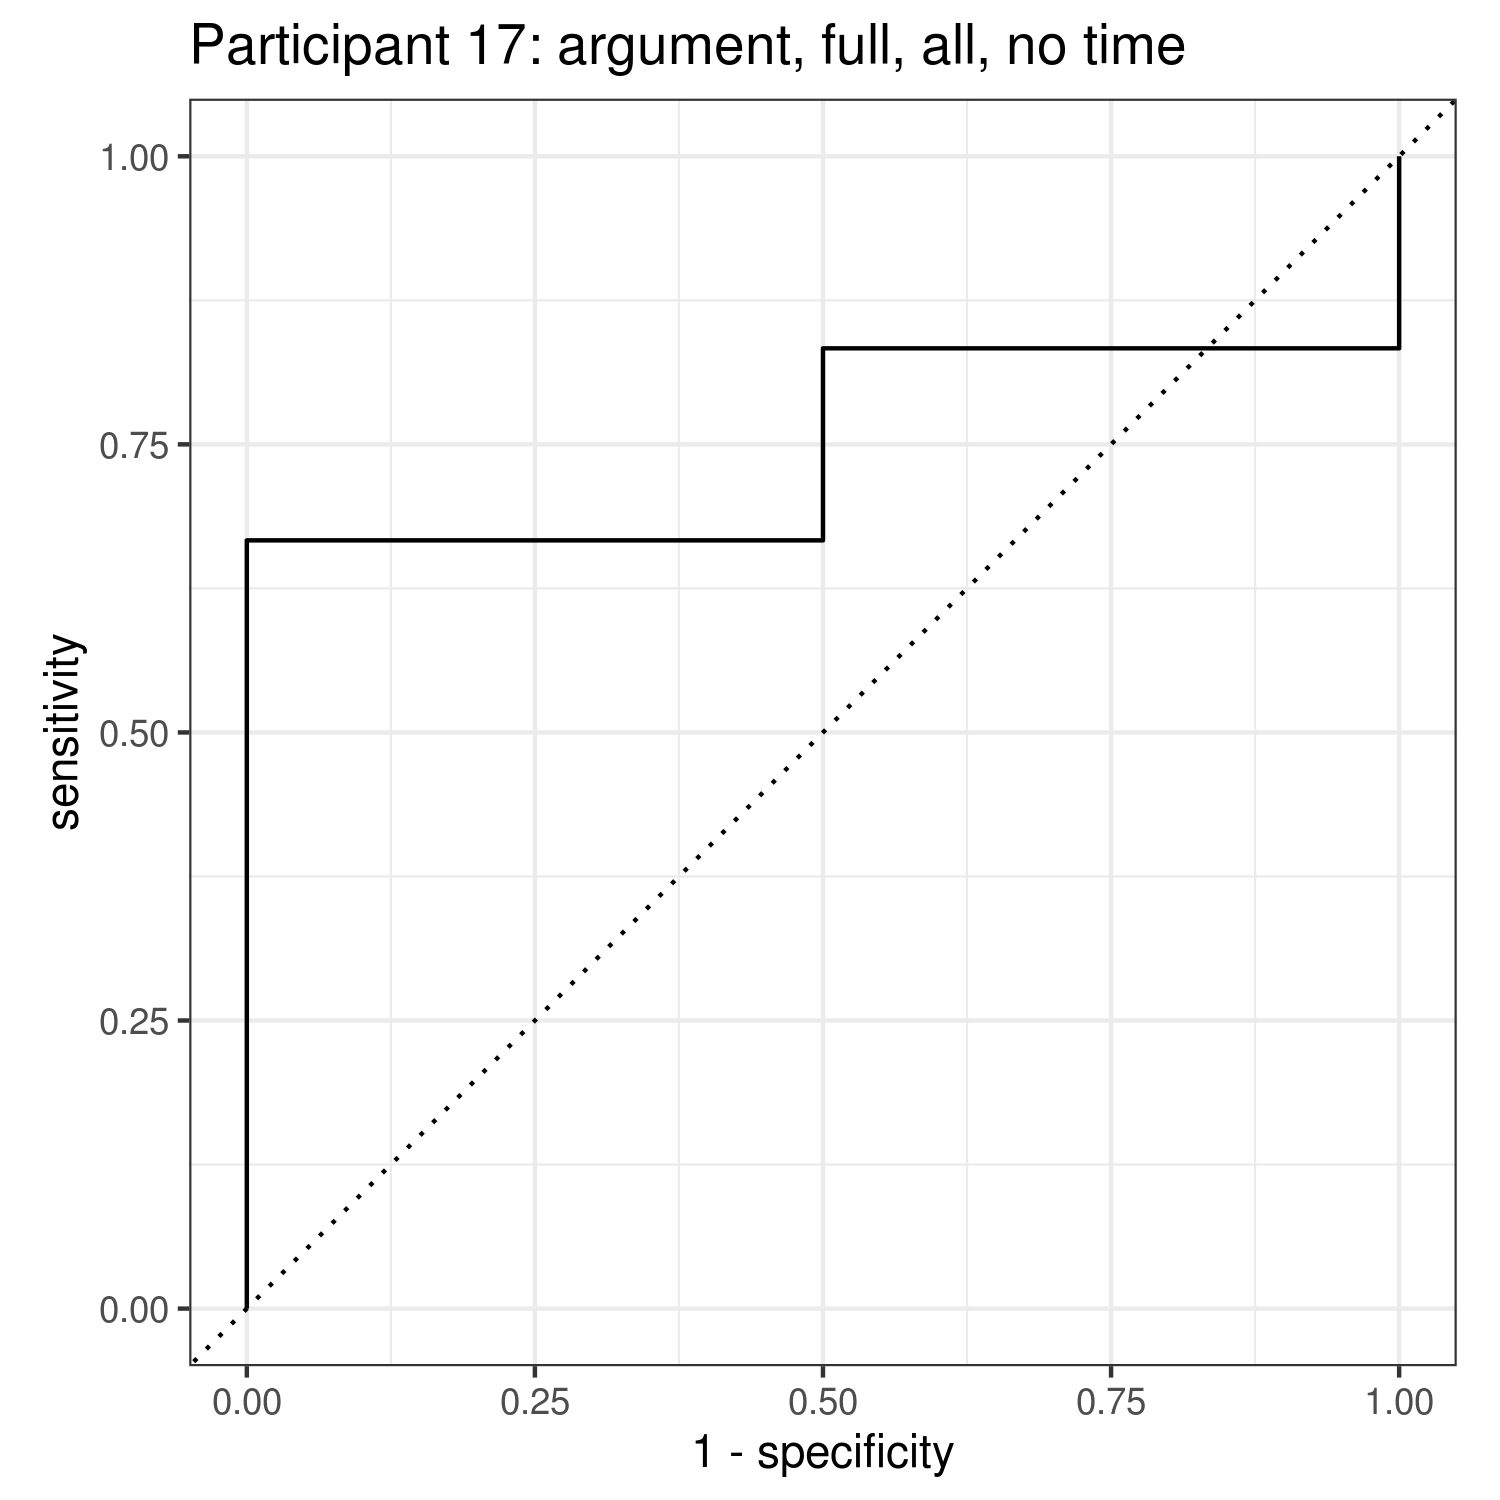 Participant 17: argument, full, all, no time
1.00
0.75
0.50
0.25
0.00
sensitivity
0.00 0.25 0.50 0.75 1.00
1 - specificity